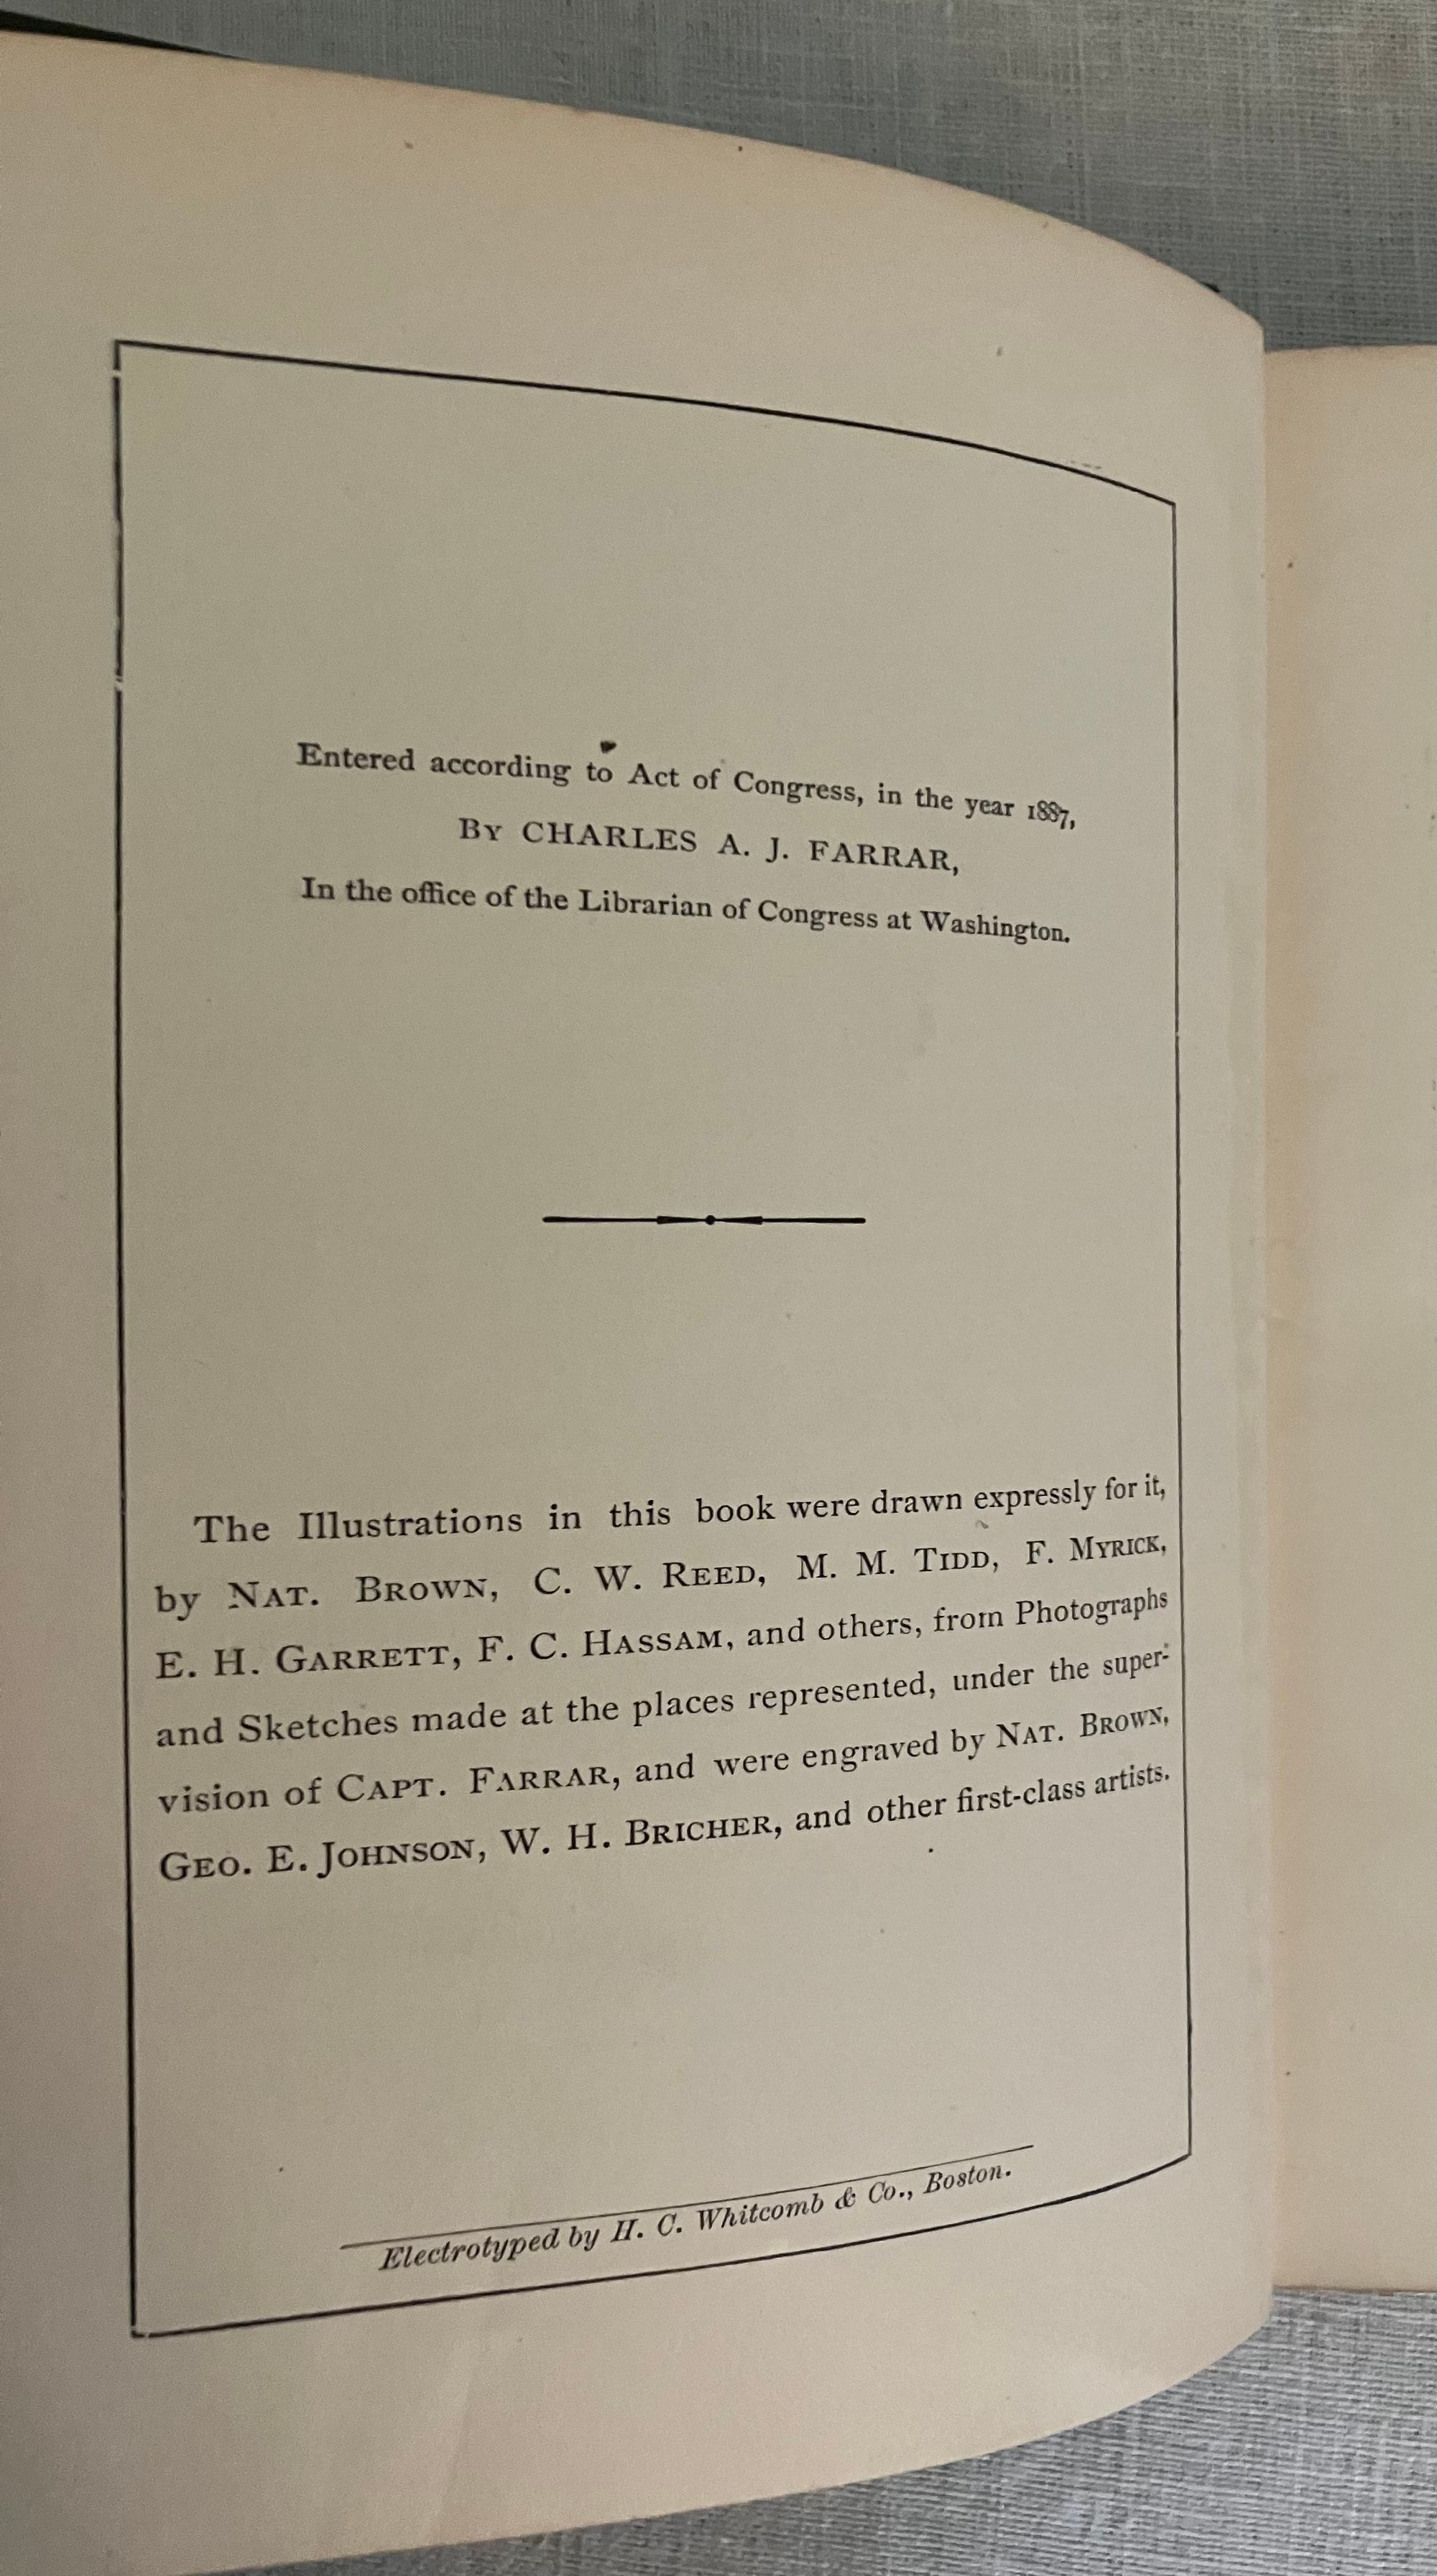 Entered according to Act of Congress, in the year 1887,
By CHARLES A. J. FARRAR,
In the office of the Librarian of Congress at Washington.
The Illustrations in this book were drawn expressly for it,
by Nat. Brown, C. W. Reed, M. M. Tidd, F. Myrick,
E. H. Garrett, F. C. Hassam, and others, from Photographs
and Sketches made at the places represented, under the super-
vision of Capt. Farrar, and were engraved by Nat. Brown,
Geo. E. Johnson, W. H. Bricher, and other first-class artists.
Electrotyped by H. C. Whitcomb & Co., Boston.